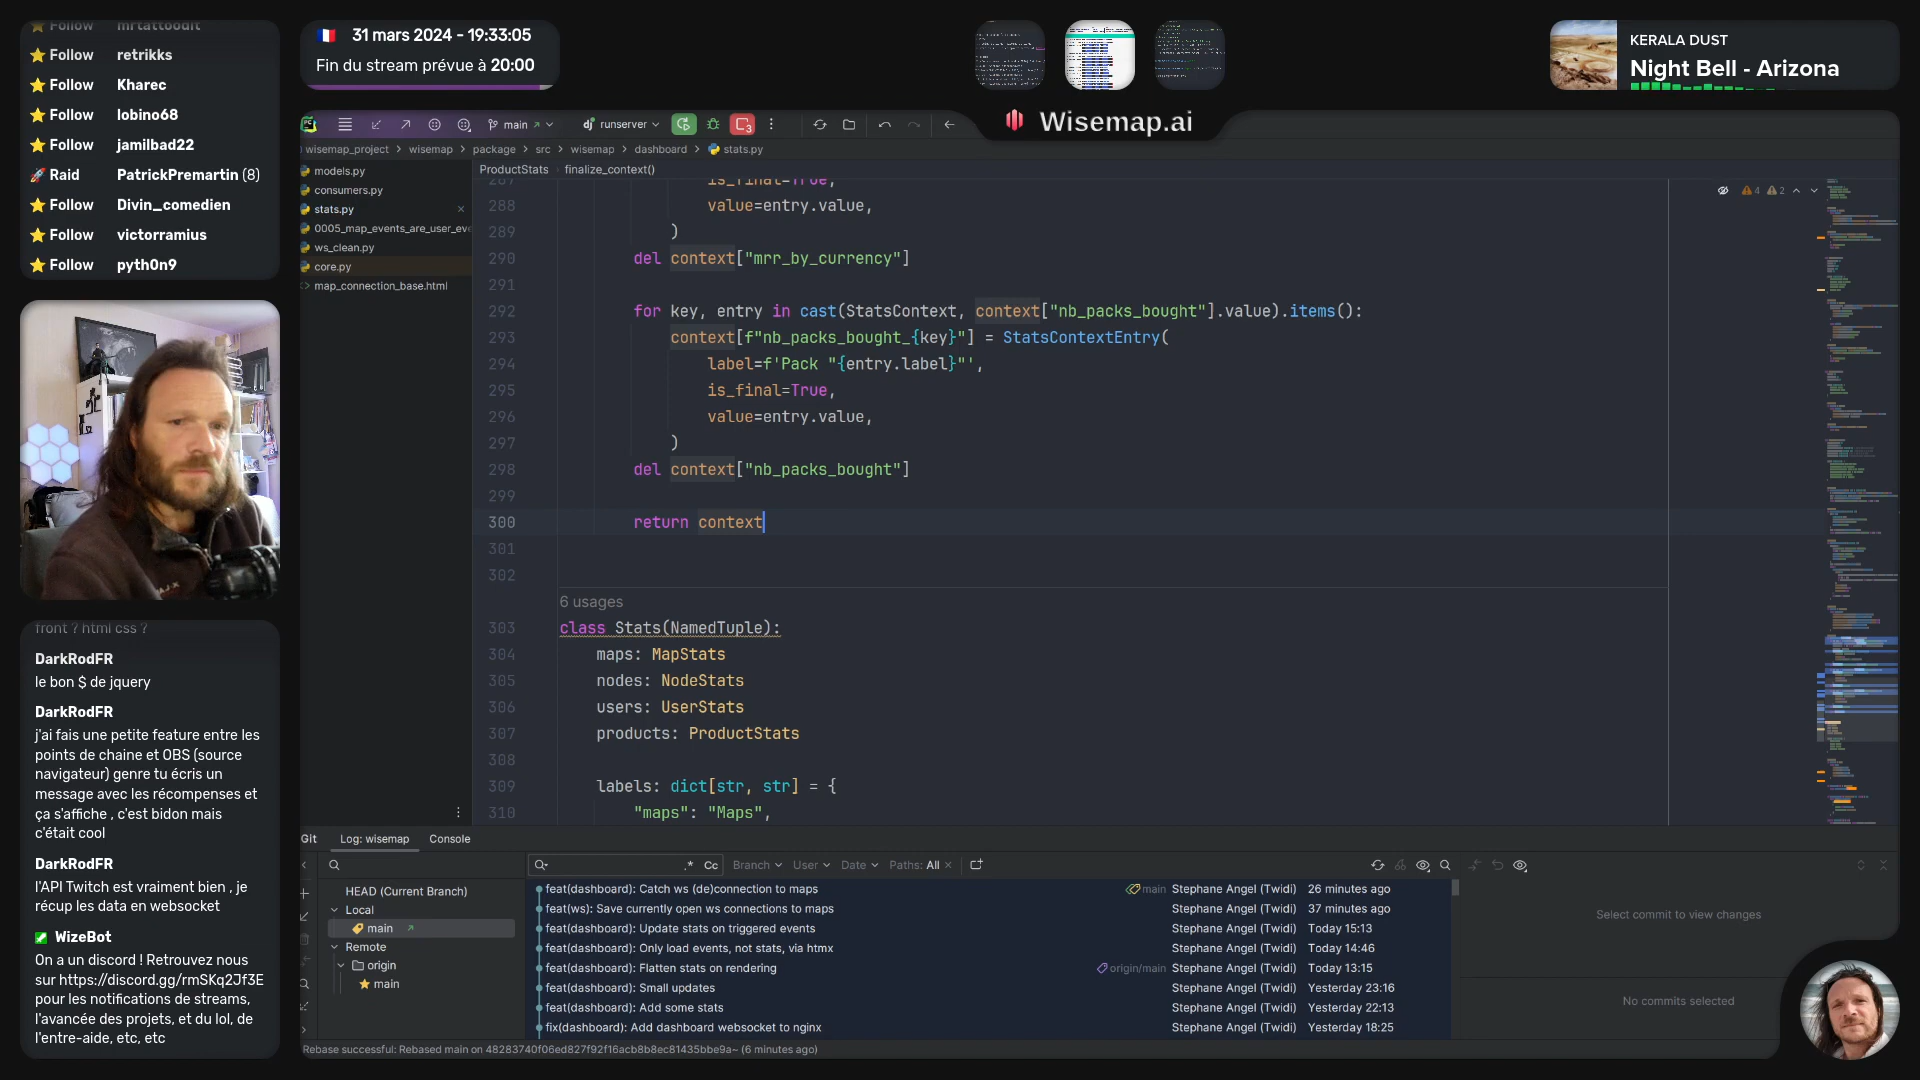 ⭐ Follow mrtattoodit
⭐ Follow retrikks
⭐ Follow Kharec
⭐ Follow lobino68
⭐ Follow jamilbad22
🚀 Raid PatrickPremartin (8)
⭐ Follow Divin_comedien
⭐ Follow victorramius
⭐ Follow pyth0n9
31 mars 2024 - 19:33:05
Fin du stream prévue à 20:00
KERALA DUST
Night Bell - Arizona
Wisemap.ai
main
runserver
3
wisemap_project > wisemap > package > src > wisemap > dashboard > stats.py
models.py
consumers.py
stats.py
0005_map_events_are_user_eve
ws_clean.py
core.py
map_connection_base.html
ProductStats > finalize_context()
4 2
287 is_final=True,
288 value=entry.value,
289 )
290 del context["mrr_by_currency"]
291
292 for key, entry in cast(StatsContext, context["nb_packs_bought"].value).items():
293 context[f"nb_packs_bought_{key}"] = StatsContextEntry(
294 label=f'Pack "{entry.label}"',
295 is_final=True,
296 value=entry.value,
297 )
298 del context["nb_packs_bought"]
299
300 return context
301
302
6 usages
303 class Stats(NamedTuple):
304 maps: MapStats
305 nodes: NodeStats
306 users: UserStats
307 products: ProductStats
308
309 labels: dict[str, str] = {
310 "maps": "Maps",
front ? html css ?
DarkRodFR
le bon $ de jquery
DarkRodFR
j'ai fais une petite feature entre les
points de chaine et OBS (source
navigateur) genre tu écris un
message avec les récompenses et
ça s'affiche , c'est bidon mais
c'était cool
DarkRodFR
l'API Twitch est vraiment bien , je
récup les data en websocket
WizeBot
On a un discord ! Retrouvez nous
sur https://discord.gg/rmSKq2Jf3E
pour les notifications de streams,
l'avancée des projets, et du lol, de
l'entre-aide, etc, etc
Git Log: wisemap Console
.* Cc Branch User Date Paths: All
HEAD (Current Branch)
Local
main
Remote
origin
main
feat(dashboard): Catch ws (de)connection to maps main Stephane Angel (Twidi) 26 minutes ago
feat(ws): Save currently open ws connections to maps Stephane Angel (Twidi) 37 minutes ago
feat(dashboard): Update stats on triggered events Stephane Angel (Twidi) Today 15:13
feat(dashboard): Only load events, not stats, via htmx Stephane Angel (Twidi) Today 14:46
feat(dashboard): Flatten stats on rendering origin/main Stephane Angel (Twidi) Today 13:15
feat(dashboard): Small updates Stephane Angel (Twidi) Yesterday 23:16
feat(dashboard): Add some stats Stephane Angel (Twidi) Yesterday 22:13
fix(dashboard): Add dashboard websocket to nginx Stephane Angel (Twidi) Yesterday 18:25
Select commit to view changes
No commits selected
Rebase successful: Rebased main on 48283740f06ed827f92f16acb8b8ec81435bbe9a~ (6 minutes ago)